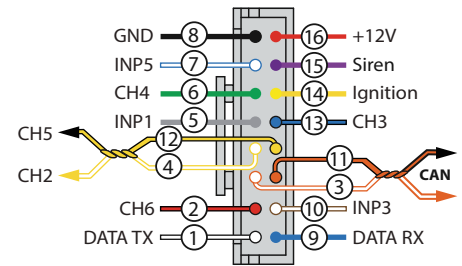 GND 8 16 +12V
INP5 7 15 Siren
CH4 6 14 Ignition
INP1 5 13 CH3
CH5 12 11
CH2 4 3 CAN
CH6 2 10 INP3
DATA TX 1 9 DATA RX